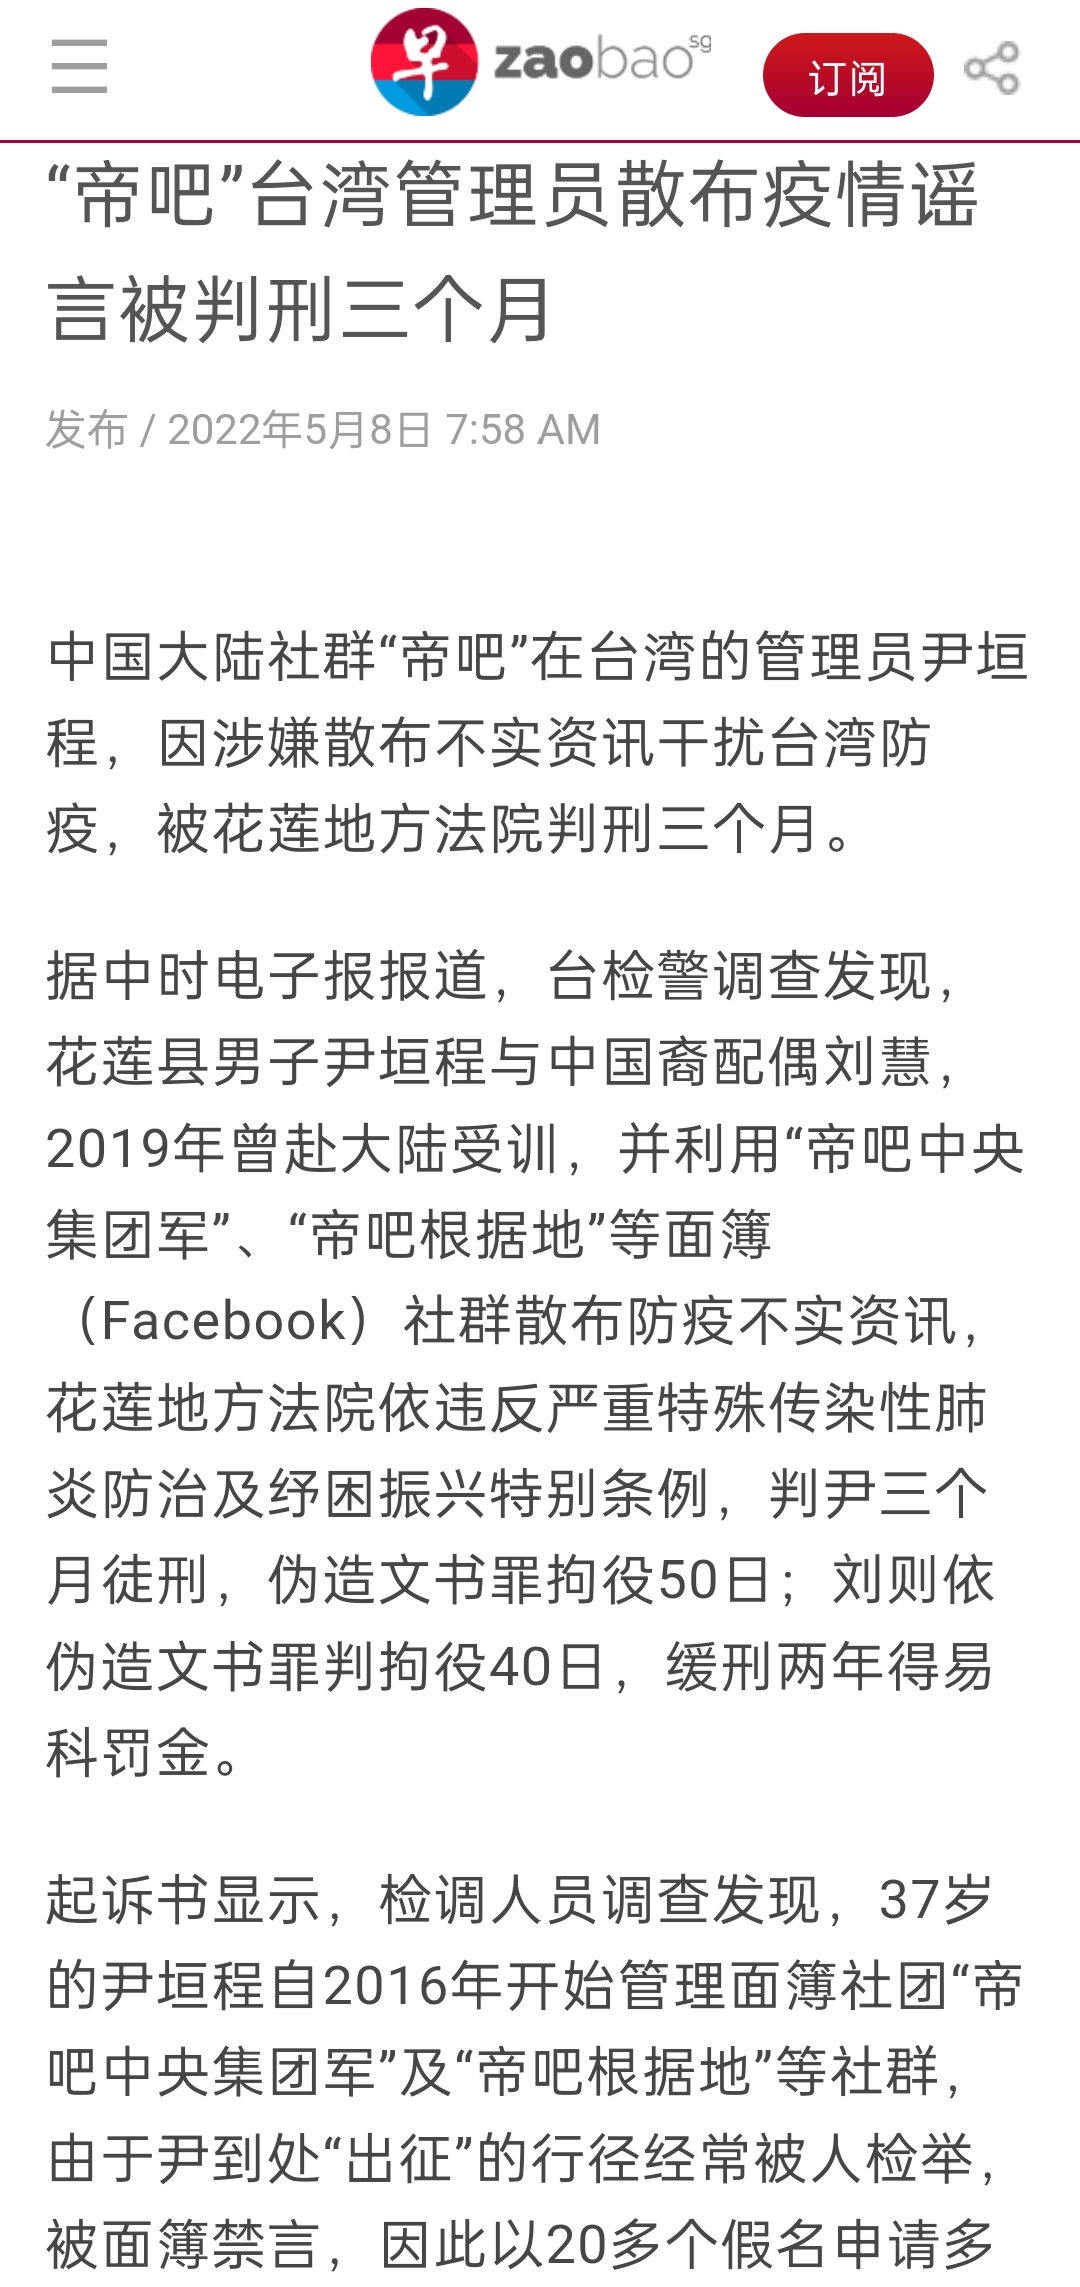 早 zaobao sg
订阅
“帝吧”台湾管理员散布疫情谣
言被判刑三个月
发布 / 2022年5月8日 7:58 AM
中国大陆社群“帝吧”在台湾的管理员尹垣
程，因涉嫌散布不实资讯干扰台湾防
疫，被花莲地方法院判刑三个月。
据中时电子报报道，台检警调查发现，
花莲县男子尹垣程与中国裔配偶刘慧，
2019年曾赴大陆受训，并利用“帝吧中央
集团军”、“帝吧根据地”等面簿
（Facebook）社群散布防疫不实资讯，
花莲地方法院依违反严重特殊传染性肺
炎防治及纾困振兴特别条例，判尹三个
月徒刑，伪造文书罪拘役50日；刘则依
伪造文书罪判拘役40日，缓刑两年得易
科罚金。
起诉书显示，检调人员调查发现，37岁
的尹垣程自2016年开始管理面簿社团“帝
吧中央集团军”及“帝吧根据地”等社群，
由于尹到处“出征”的行径经常被人检举，
被面簿禁言，因此以20多个假名申请多